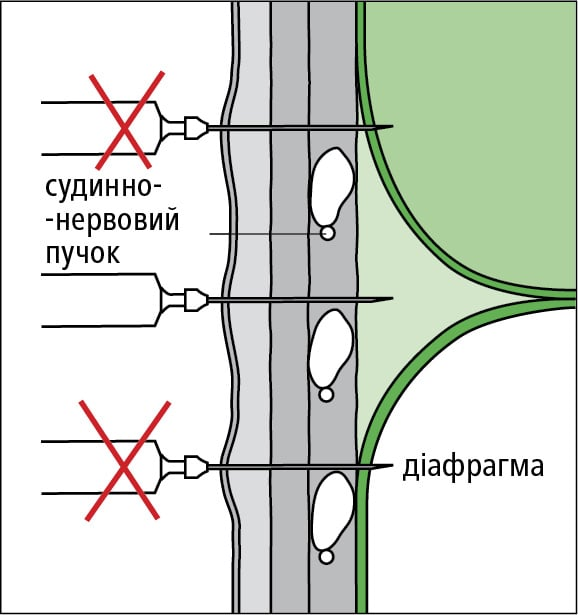 судинно-
-нервовий
пучок
діафрагма